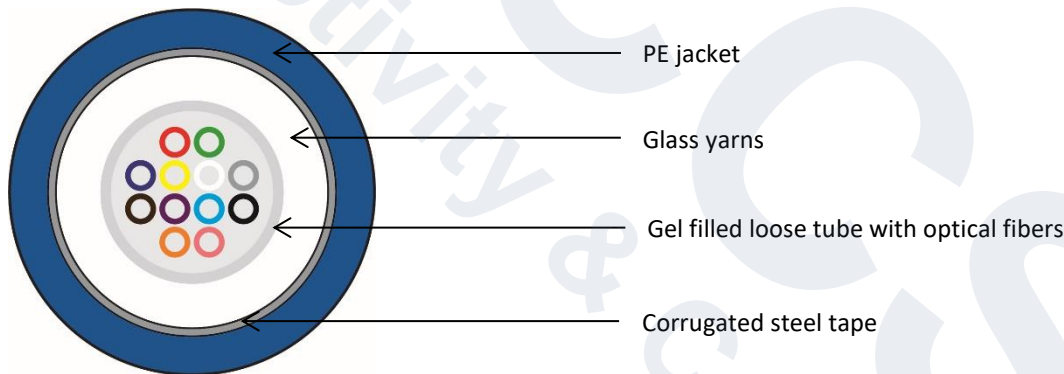 PE jacket
Glass yarns
Gel filled loose tube with optical fibers
Corrugated steel tape